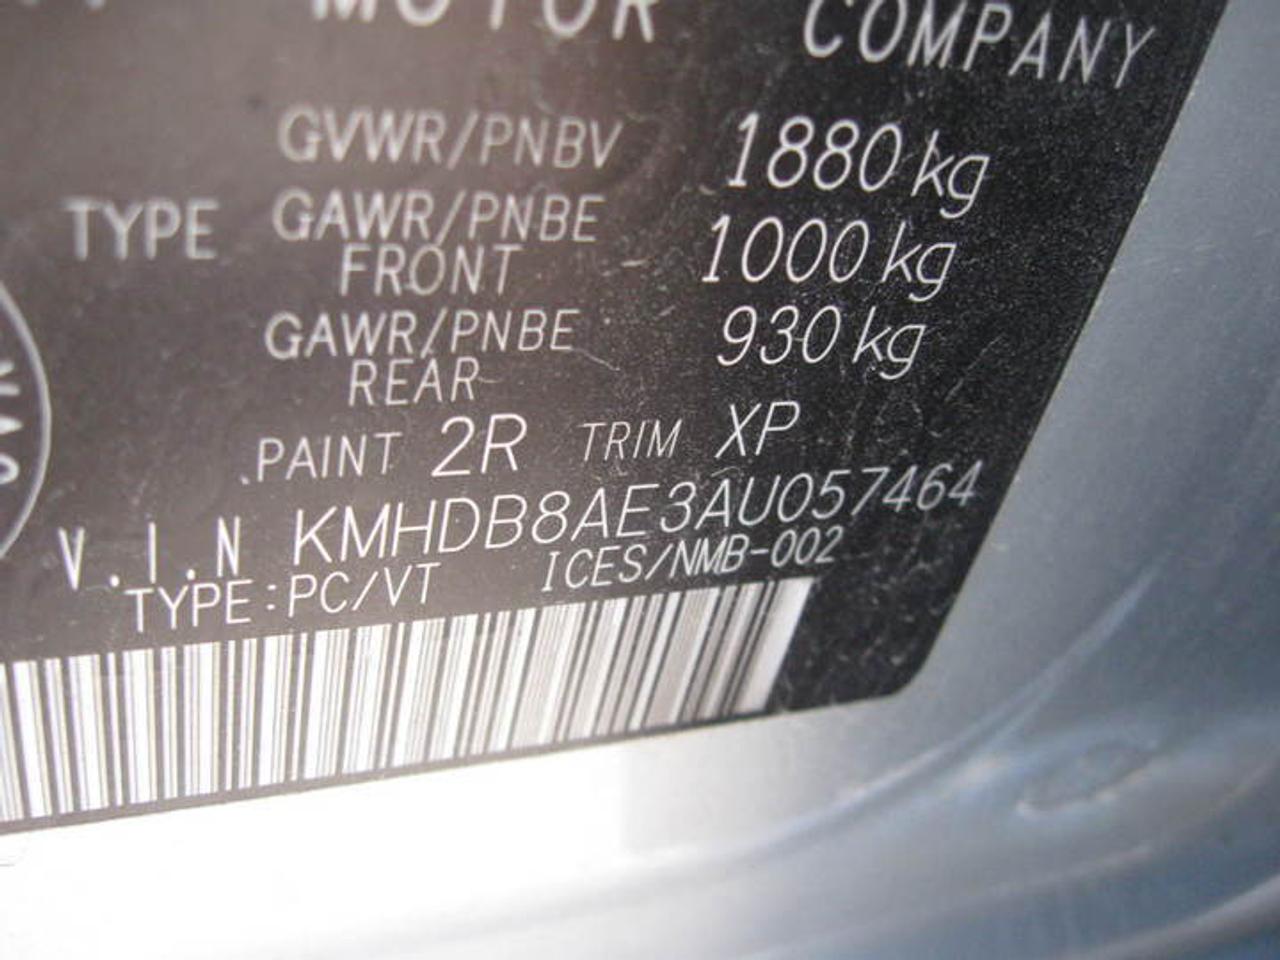 MOTOR COMPANY
GVWR/PNBV 1880 kg
TYPE GAWR/PNBE FRONT 1000 kg
GAWR/PNBE REAR 930 kg
PAINT 2R TRIM XP
V.I.N KMHDB8AE3AU057464
TYPE:PC/VT ICES/NMB-002